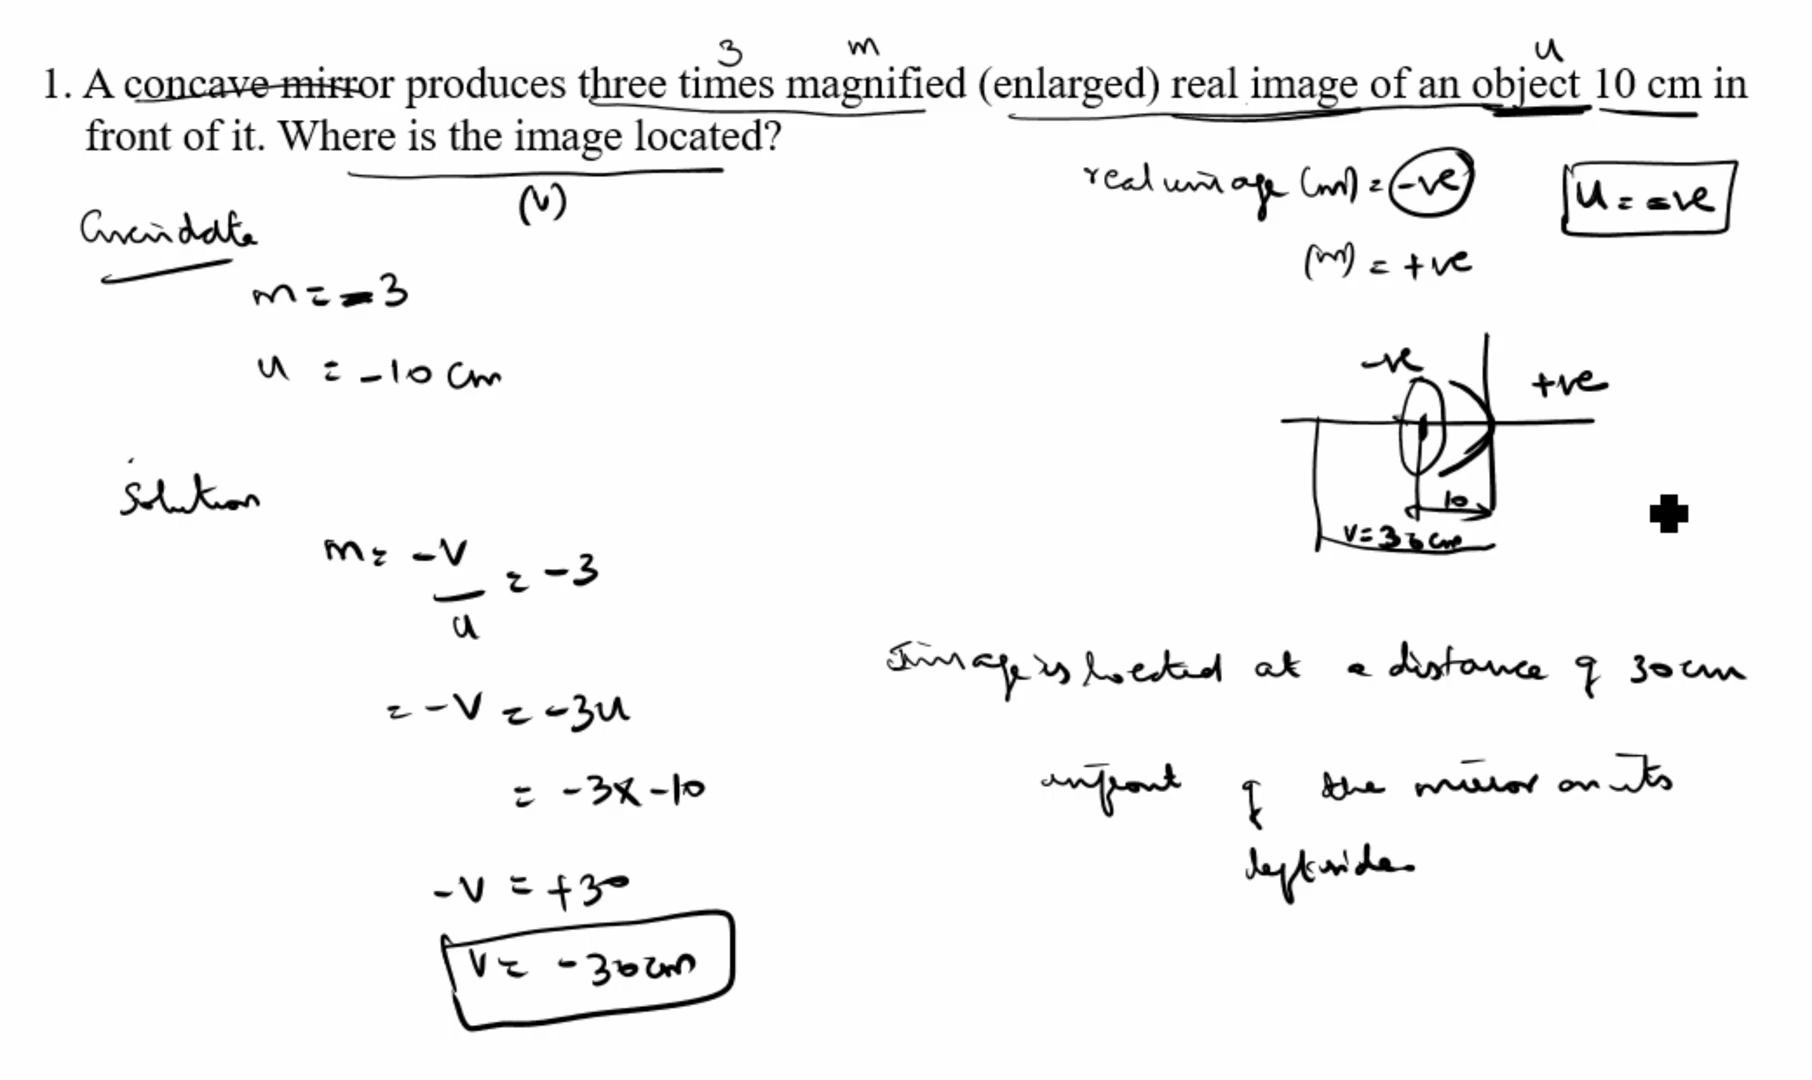 3 m u
1. A concave mirror produces three times magnified (enlarged) real image of an object 10 cm in
front of it. Where is the image located?
(v)
real image (m) = -ve
u = -ve
(m) = +ve
m = -3
u = -10 cm
-ve
+ve
10
v = 30 cm
Solution
m = -v/u = -3
= -v = -3u
= -3x -10
-v = +30
v = -30 cm
Image is located at a distance of 30 cm
infront of the mirror on its
left side.